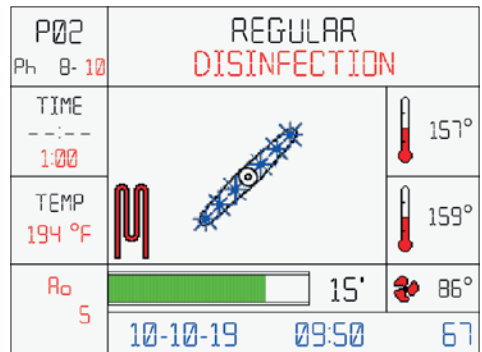 P02
Ph 8-10
REGULAR
DISINFECTION
TIME
--:--
1:00
157°
TEMP
194 °F
159°
Ao
5
15'
86°
10-10-19 09:50 67